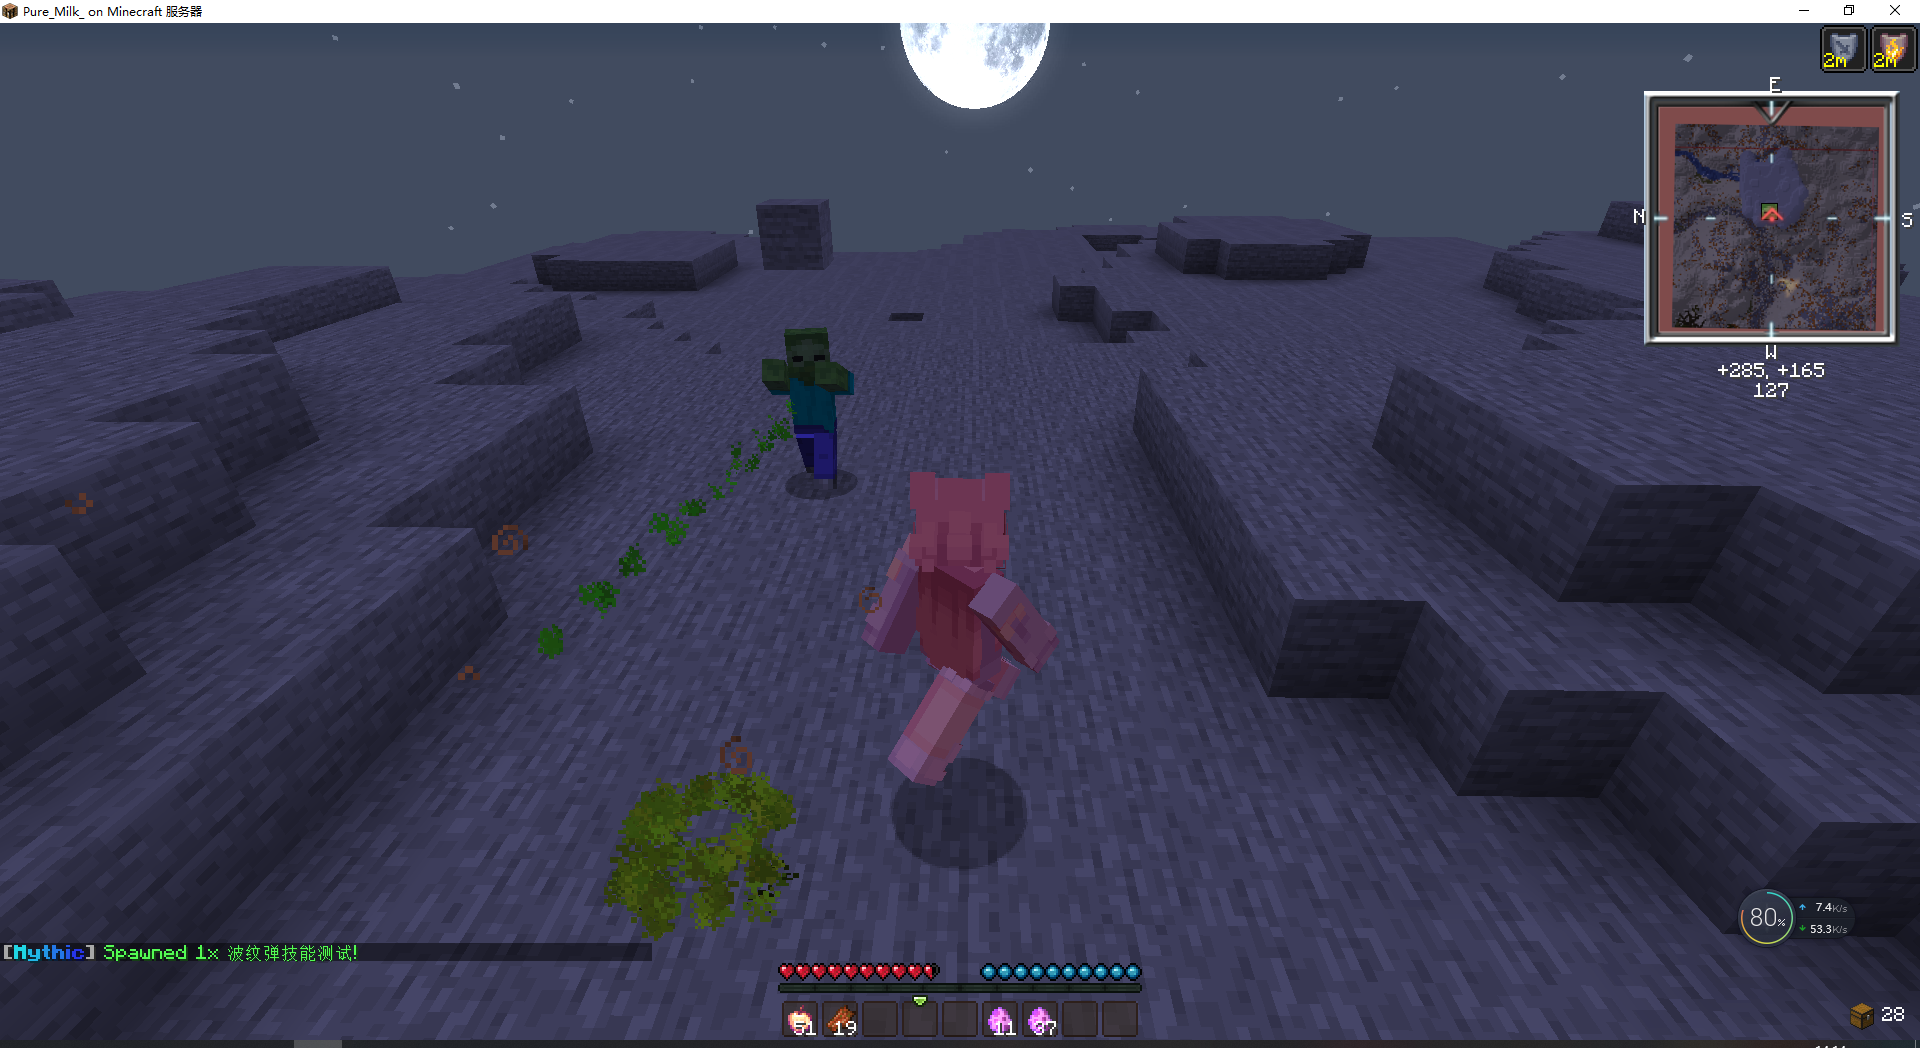 Pure_Milk_ on Minecraft 服务器
2M
2M
E
N
S
W
+285, +165
127
80%
7.4K/s
53.3K/s
[Mythic] Spawned 1x 波纹弹技能测试!
51
19
11
37
28